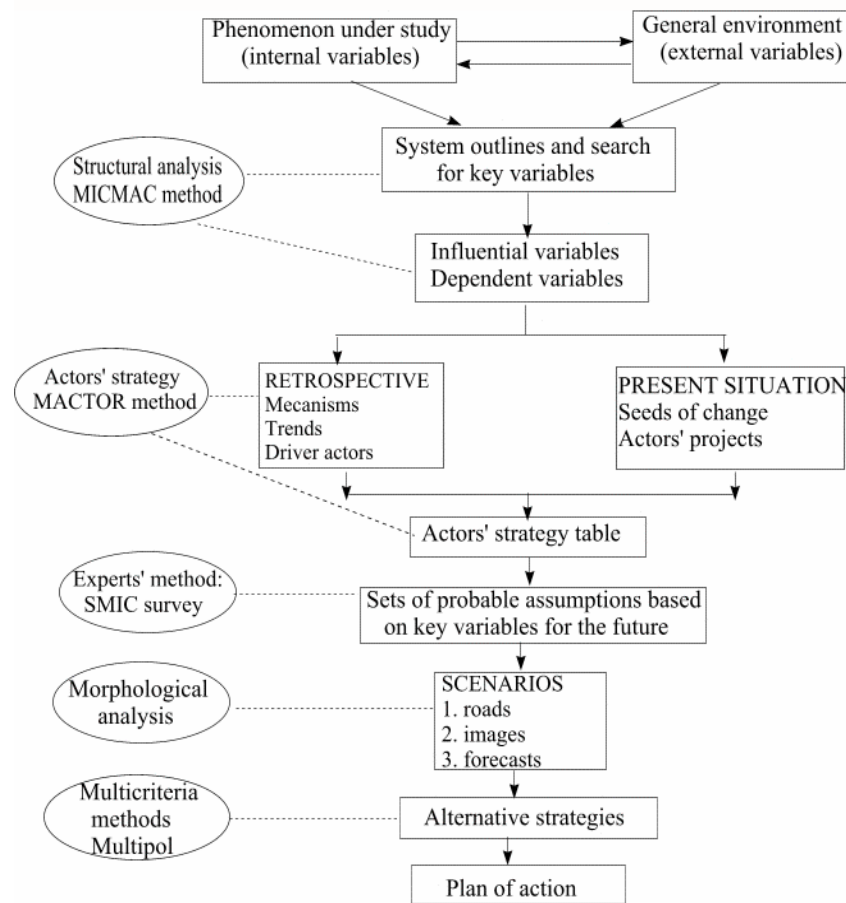 Phenomenon under study
(internal variables)
General environment
(external variables)
System outlines and search
for key variables
Structural analysis
MICMAC method
Influential variables
Dependent variables
Actors' strategy
MACTOR method
RETROSPECTIVE
Mecanisms
Trends
Driver actors
PRESENT SITUATION
Seeds of change
Actors' projects
Actors' strategy table
Experts' method:
SMIC survey
Sets of probable assumptions based
on key variables for the future
Morphological
analysis
SCENARIOS
1. roads
2. images
3. forecasts
Multicriteria
methods
Multipol
Alternative strategies
Plan of action